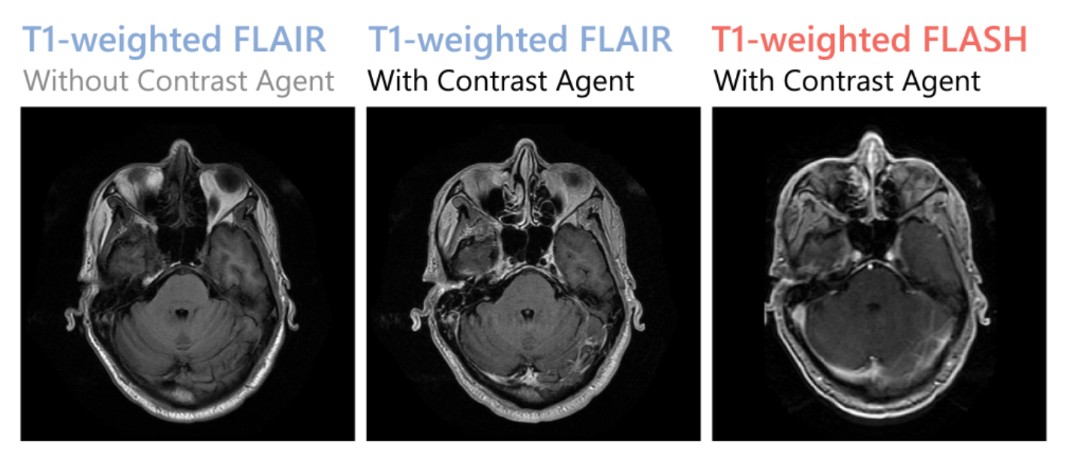 T1-weighted FLAIR
Without Contrast Agent
T1-weighted FLAIR
With Contrast Agent
T1-weighted FLASH
With Contrast Agent